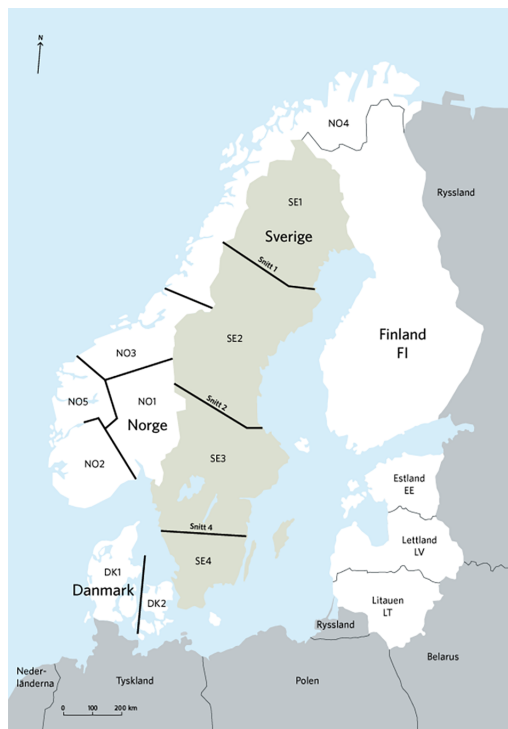 N
NO4
Ryssland
SE1
Sverige
Snitt 1
SE2
Finland
FI
NO3
NO5
NO1
Snitt 2
Norge
NO2
SE3
Estland
EE
Snitt 4
Lettland
LV
SE4
DK1
Danmark
DK2
Litauen
LT
Ryssland
Belarus
Neder-
länderna
Tyskland
Polen
0 100 200 km